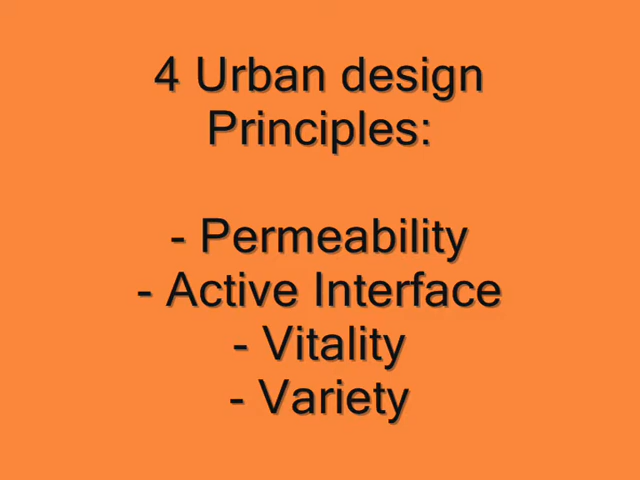 4 Urban design
Principles:
- Permeability
- Active Interface
- Vitality
- Variety